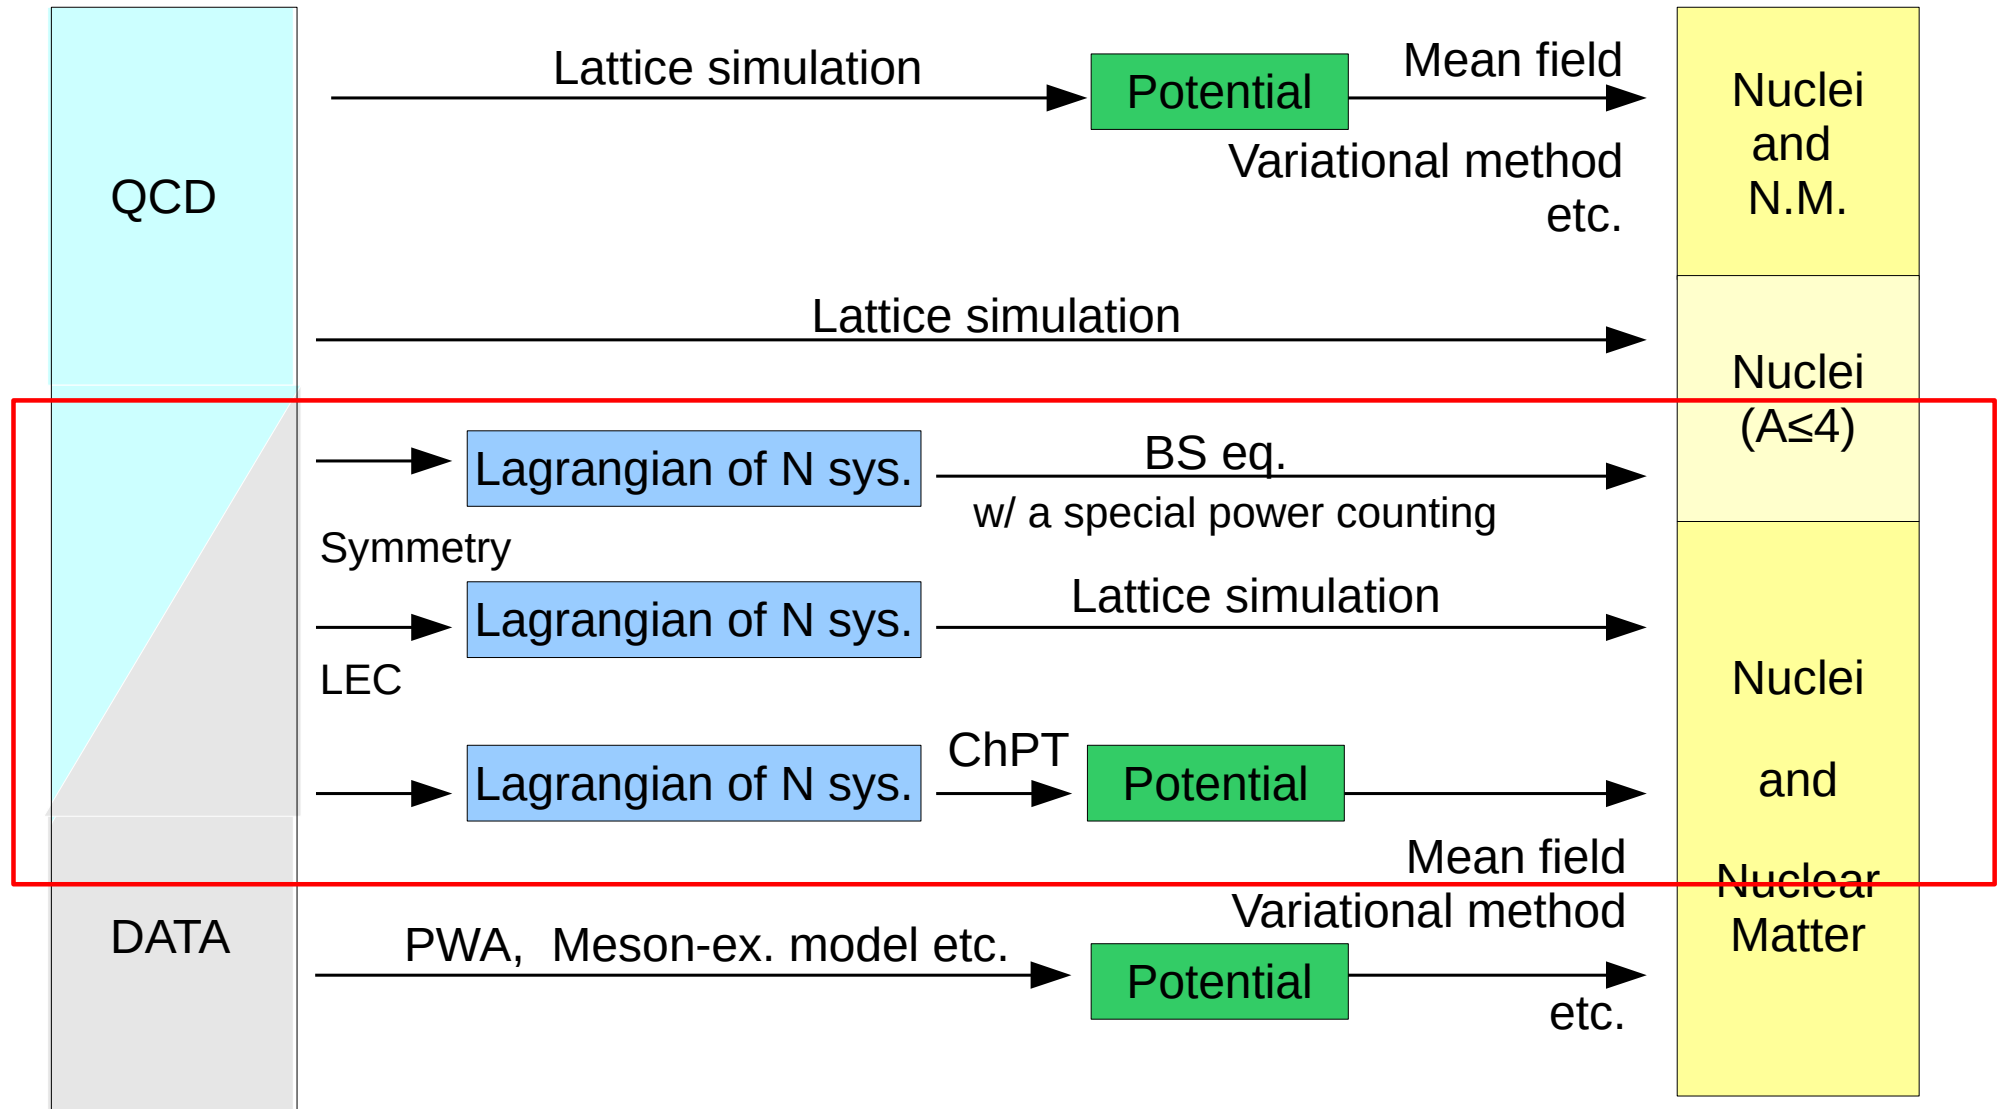 Lattice simulation
Potential
Mean field
Variational method
etc.
QCD
Nuclei
and
N.M.
Lattice simulation
Nuclei
(A≤4)
Lagrangian of N sys.
BS eq.
w/ a special power counting
Symmetry
Lagrangian of N sys.
Lattice simulation
LEC
Lagrangian of N sys.
ChPT
Potential
Nuclei
and
Nuclear
Matter
Mean field
Variational method
etc.
DATA
PWA,  Meson-ex. model etc.
Potential